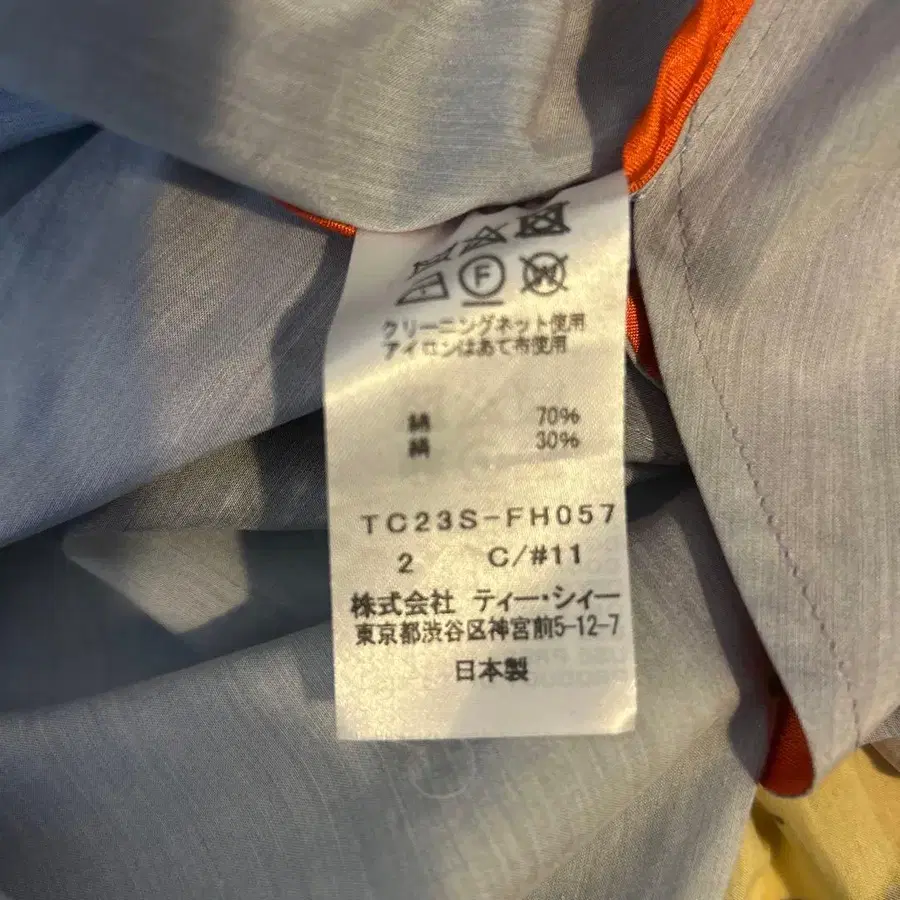 F W
クリーニングネット使用
アイロンはあて布使用
綿 70%
絹 30%
TC23S-FH057
2 C/#11
株式会社 ティー・シィー
東京都渋谷区神宮前5-12-7
日本製